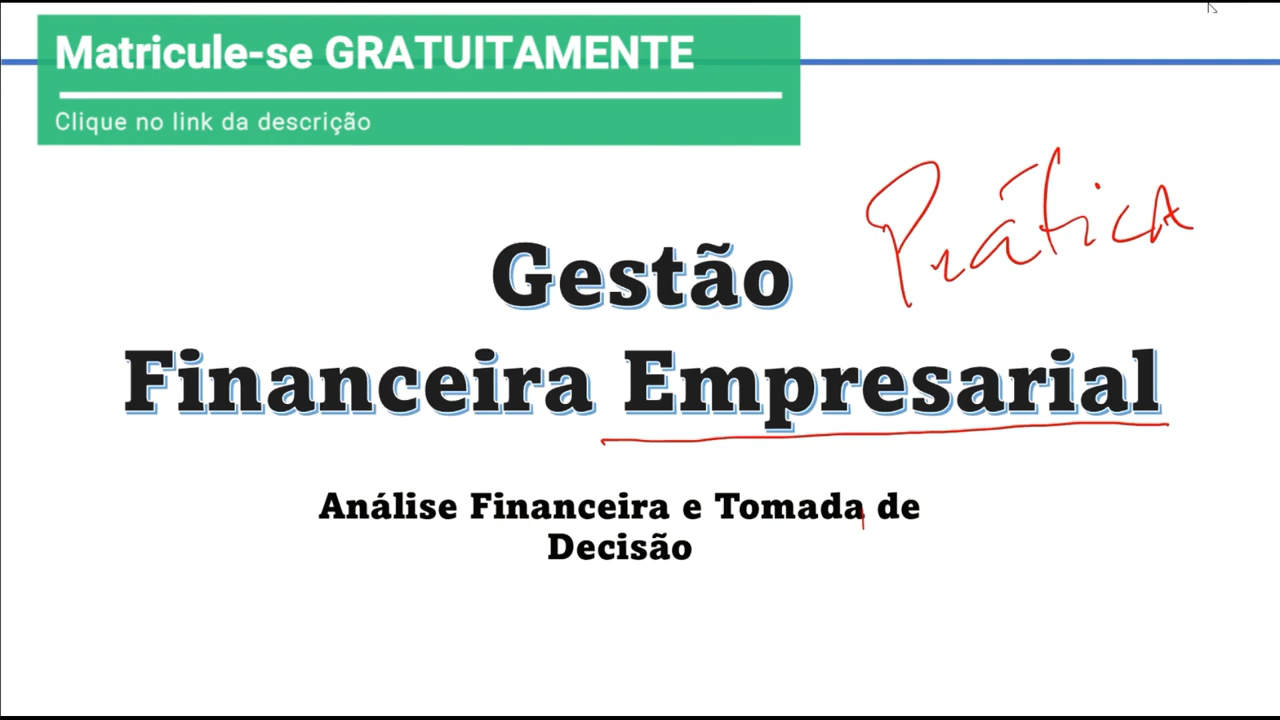 Matricule-se GRATUITAMENTE
Clique no link da descrição
Prática
Gestão
Financeira Empresarial
Análise Financeira e Tomada de
Decisão